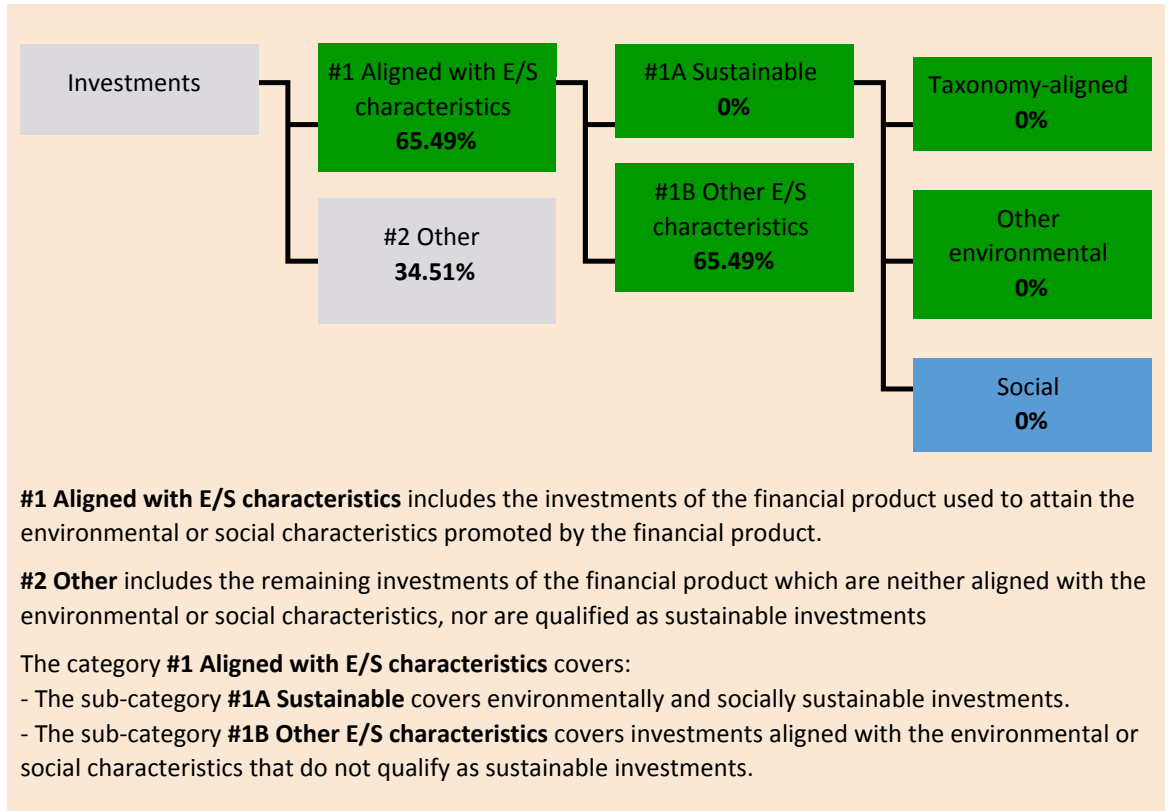 Investments
#1 Aligned with E/S
characteristics
65.49%
#2 Other
34.51%
#1A Sustainable
0%
#1B Other E/S
characteristics
65.49%
Taxonomy-aligned
0%
Other
environmental
0%
Social
0%
#1 Aligned with E/S characteristics includes the investments of the financial product used to attain the
environmental or social characteristics promoted by the financial product.
#2 Other includes the remaining investments of the financial product which are neither aligned with the
environmental or social characteristics, nor are qualified as sustainable investments
The category #1 Aligned with E/S characteristics covers:
- The sub-category #1A Sustainable covers environmentally and socially sustainable investments.
- The sub-category #1B Other E/S characteristics covers investments aligned with the environmental or
social characteristics that do not qualify as sustainable investments.